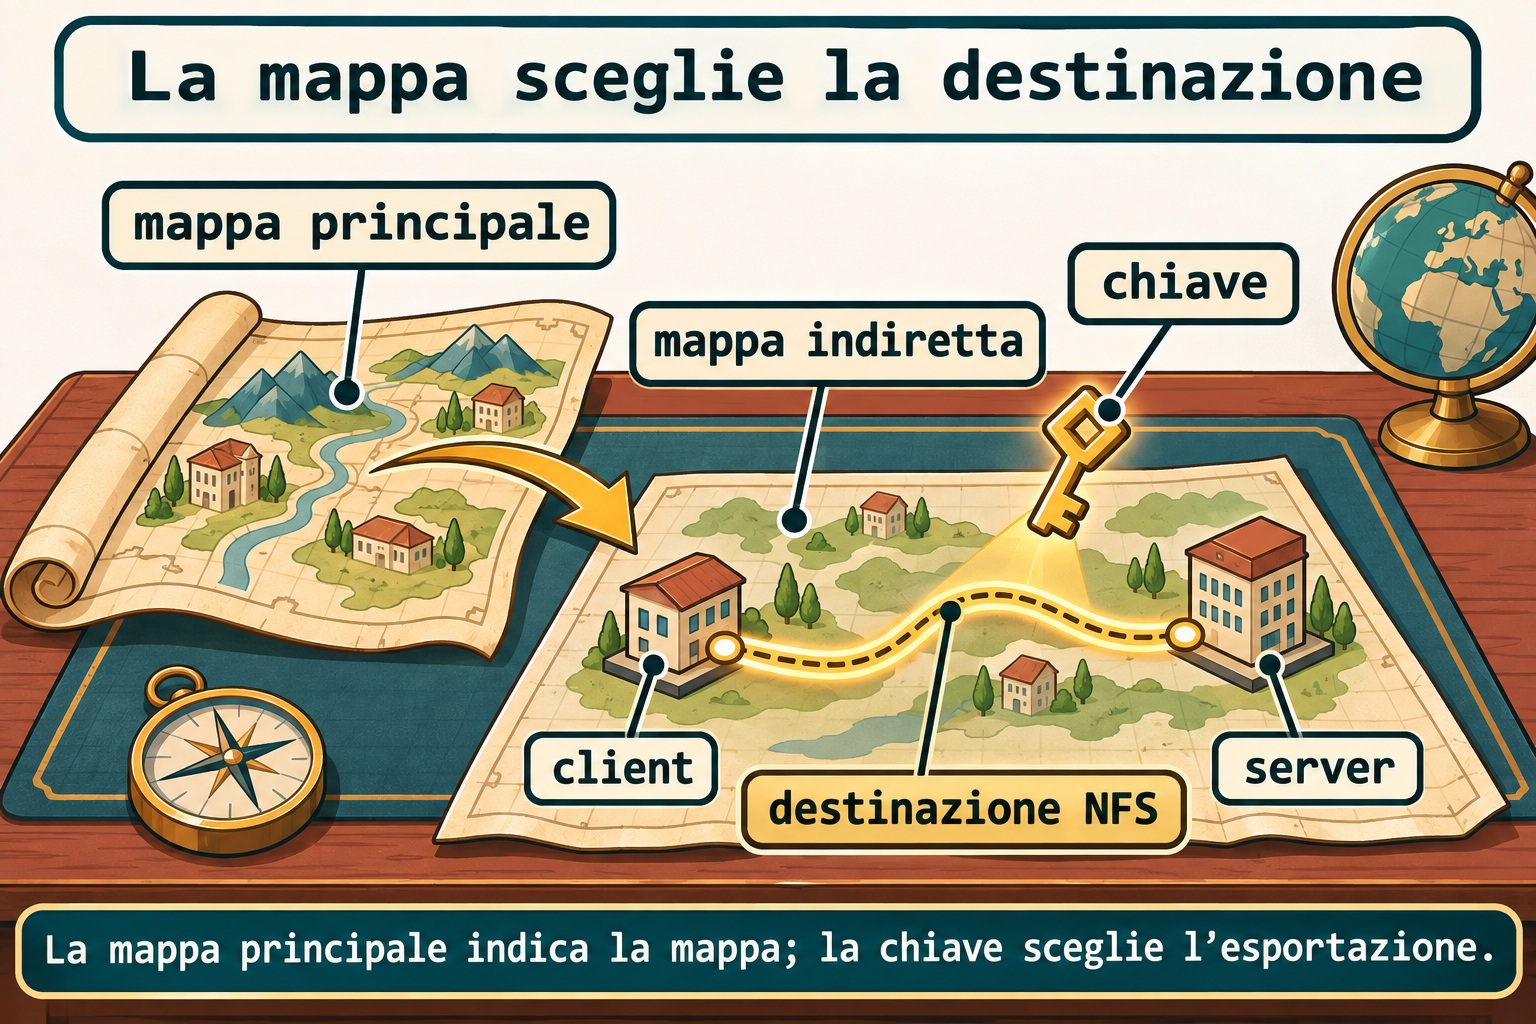 La mappa sceglie la destinazione
mappa principale
mappa indiretta
chiave
client
destinazione NFS
server
La mappa principale indica la mappa; la chiave sceglie l’esportazione.